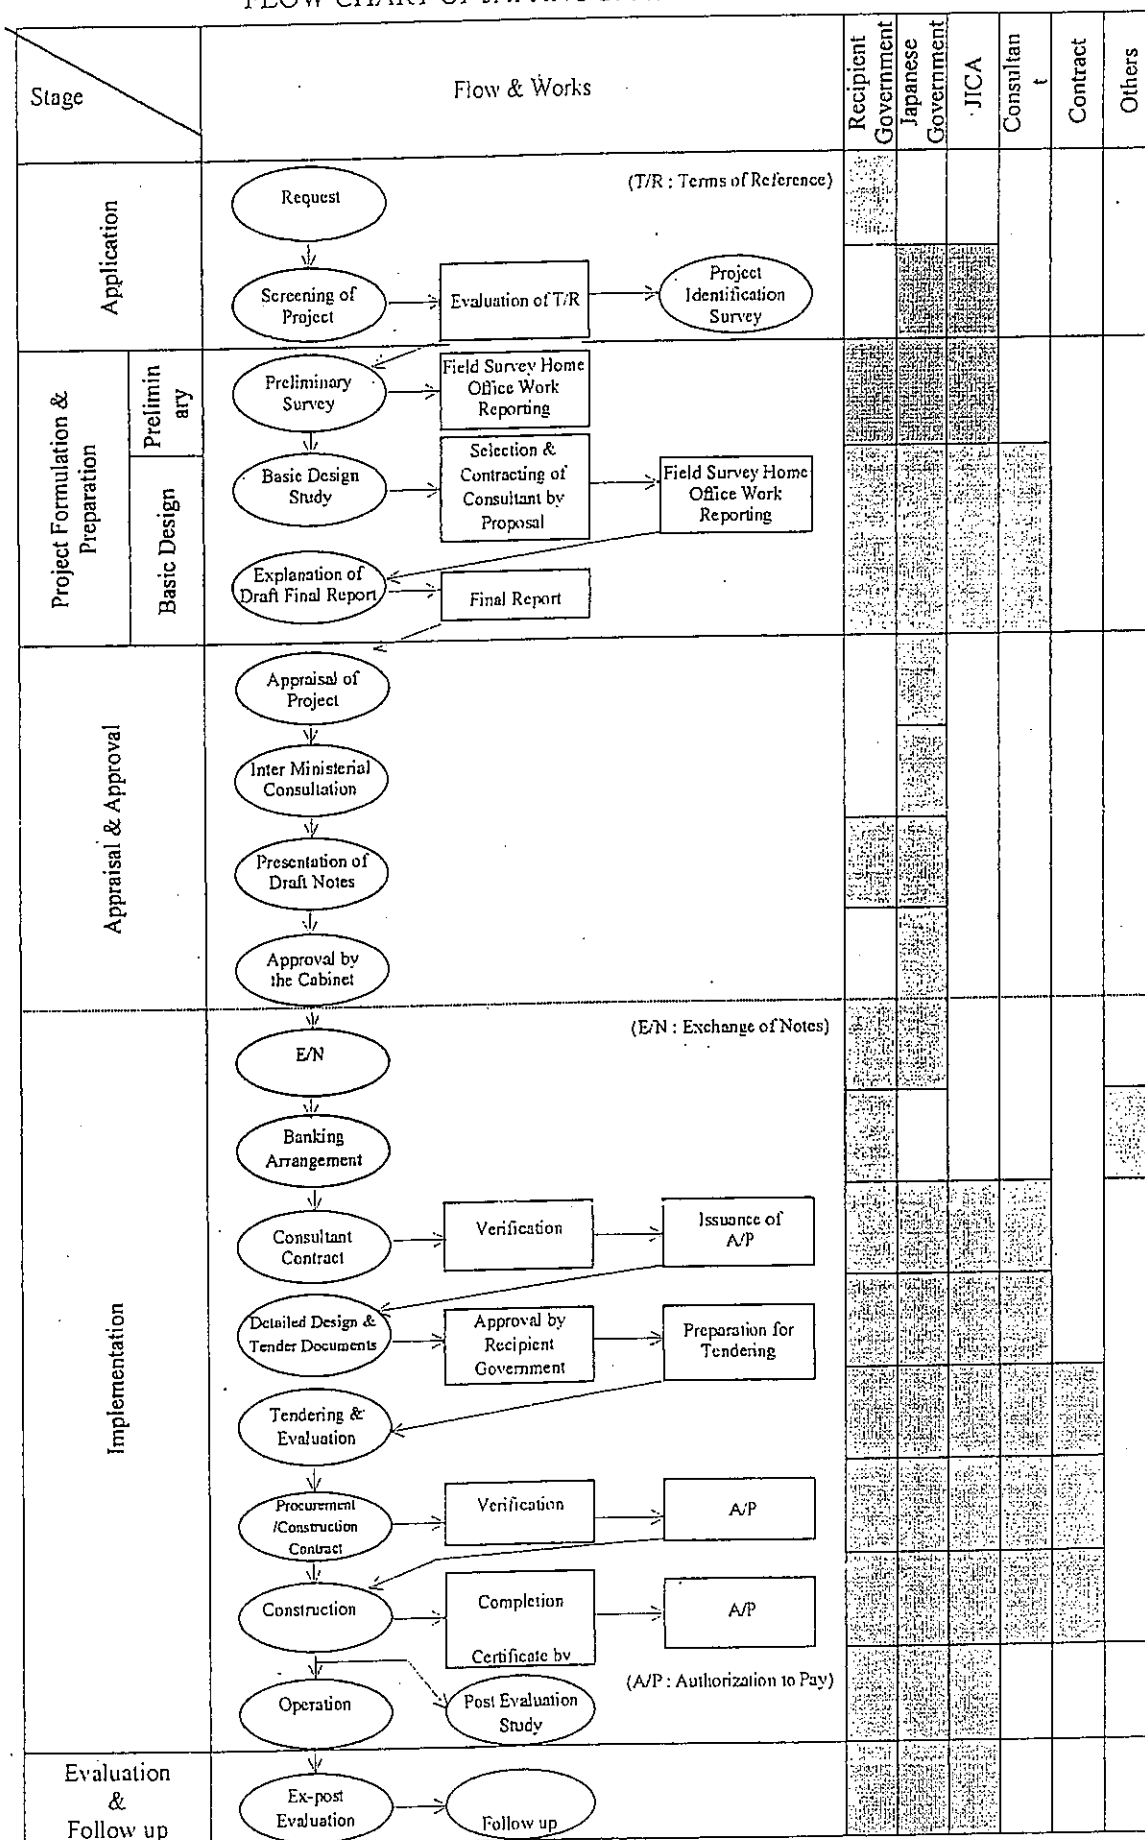 FLOW CHART OF
Stage
Flow & Works
Recipient
Government
Japanese
Government
JICA
Consultan
t
Contract
Others
Application
Request
(T/R : Terms of Reference)
Screening of
Project
Evaluation of T/R
Project
Identification
Survey
Project Formulation &
Preparation
Prelimin
ary
Preliminary
Survey
Field Survey Home
Office Work
Reporting
Basic Design
Basic Design
Study
Selection &
Contracting of
Consultant by
Proposal
Field Survey Home
Office Work
Reporting
Explanation of
Draft Final Report
Final Report
Appraisal & Approval
Appraisal of
Project
Inter Ministerial
Consultation
Presentation of
Draft Notes
Approval by
the Cabinet
Implementation
(E/N : Exchange of Notes)
E/N
Banking
Arrangement
Consultant
Contract
Verification
Issuance of
A/P
Detailed Design &
Tender Documents
Approval by
Recipient
Government
Preparation for
Tendering
Tendering &
Evaluation
Procurement
/Construction
Contract
Verification
A/P
Construction
Completion
Certificate by
A/P
Operation
Post Evaluation
Study
(A/P : Authorization to Pay)
Evaluation
&
Follow up
Ex-post
Evaluation
Follow up